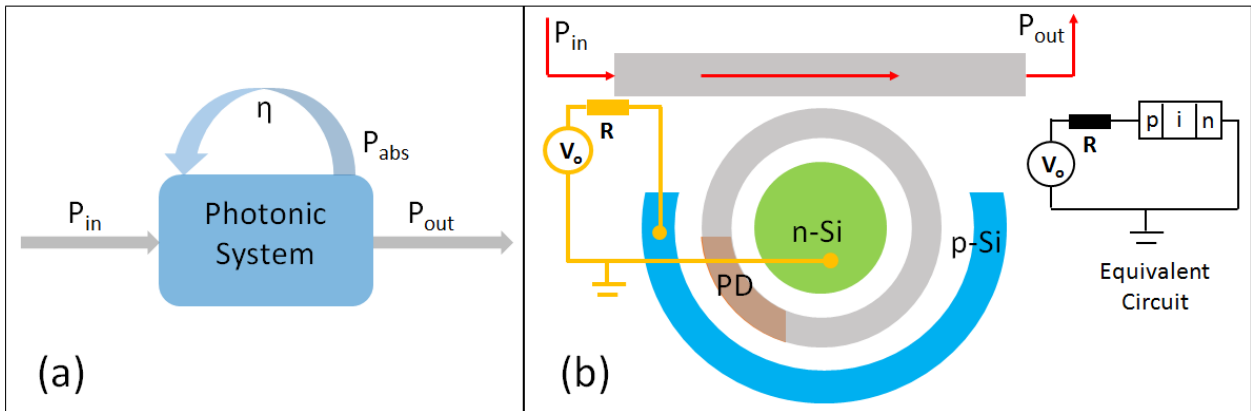 η
P_abs
P_in
Photonic
System
P_out
(a)
P_in
P_out
R
V_o
n-Si
p-Si
PD
R
p i n
V_o
Equivalent
Circuit
(b)